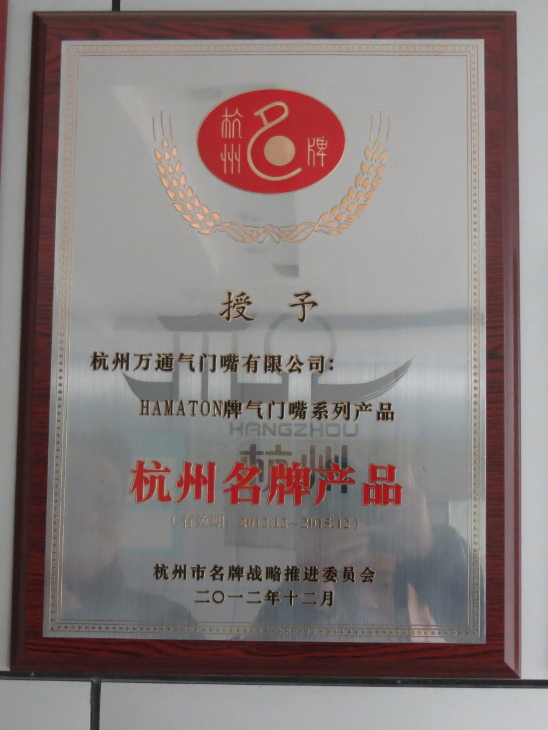 杭州名牌
授予
杭州万通气门嘴有限公司：
HAMATON牌气门嘴系列产品
HANGZHOU
杭州
杭州名牌产品
（有效期：2012.12～2015.12）
杭州市名牌战略推进委员会
二〇一二年十二月